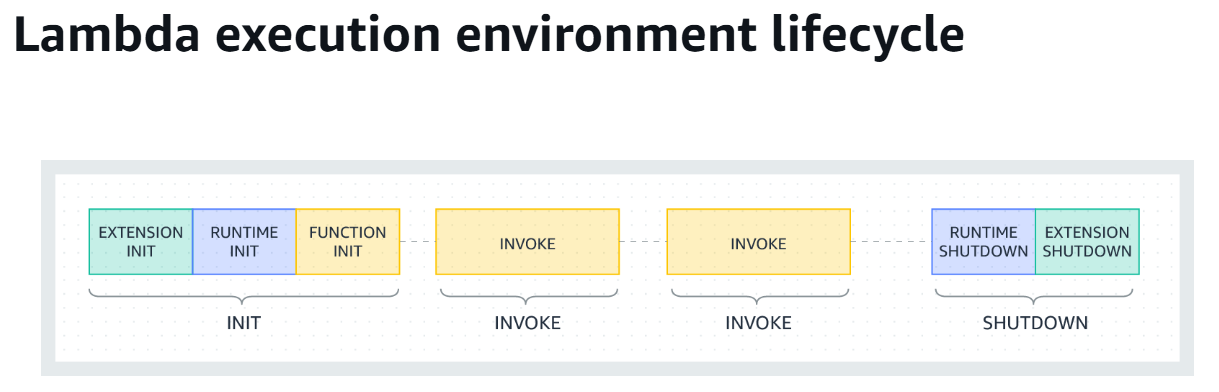 Lambda execution environment lifecycle
EXTENSION
INIT
RUNTIME
INIT
FUNCTION
INIT
INVOKE
INVOKE
RUNTIME
SHUTDOWN
EXTENSION
SHUTDOWN
INIT
INVOKE
INVOKE
SHUTDOWN